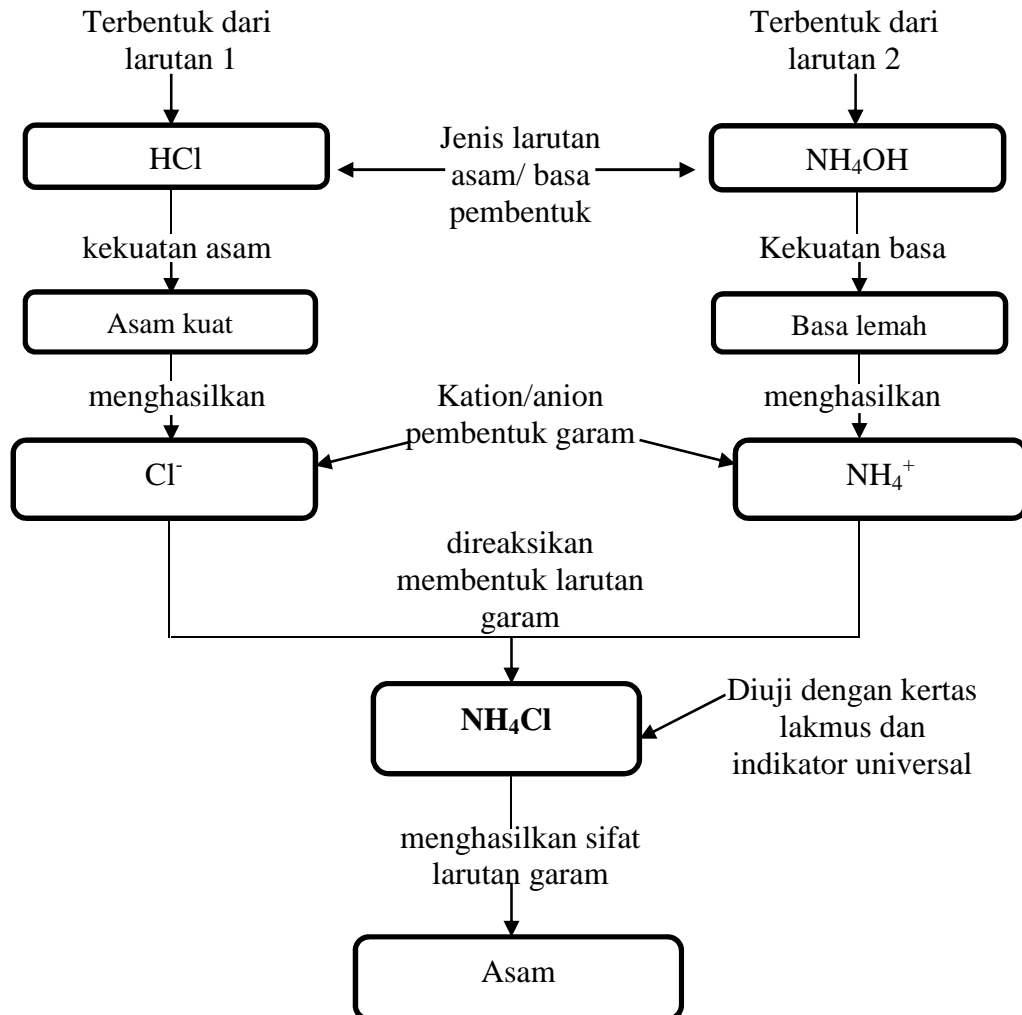 Terbentuk dari
larutan 1
Terbentuk dari
larutan 2
HCl
Jenis larutan
asam/ basa
pembentuk
NH₄OH
kekuatan asam
Kekuatan basa
Asam kuat
Basa lemah
menghasilkan
Kation/anion
pembentuk garam
menghasilkan
Cl⁻
NH₄⁺
direaksikan
membentuk larutan
garam
NH₄Cl
Diuji dengan kertas
lakmus dan
indikator universal
menghasilkan sifat
larutan garam
Asam